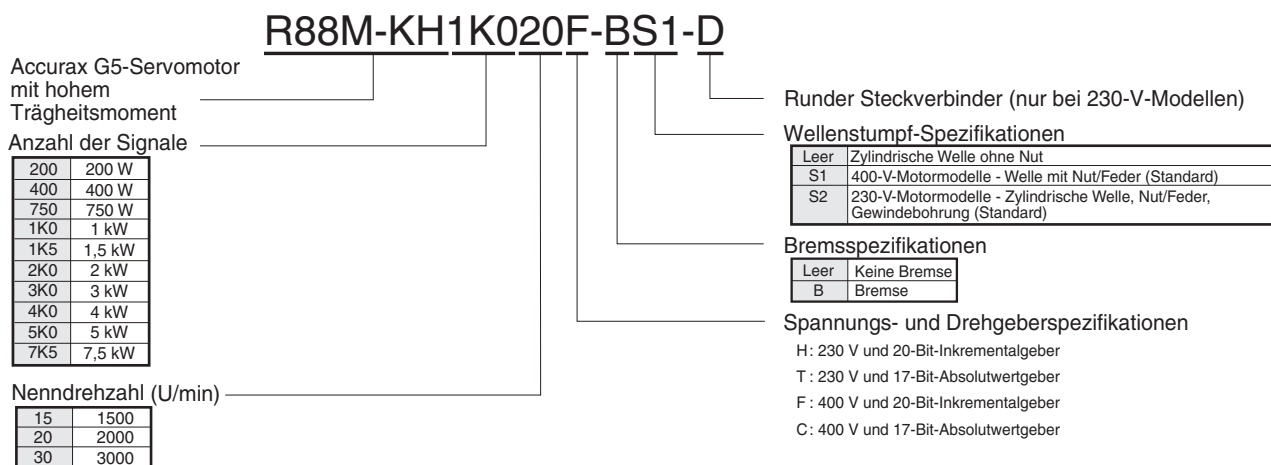 R88M-KH1K020F-BS1-D
Accurax G5-Servomotor
mit hohem
Trägheitsmoment
Anzahl der Signale
200 200 W
400 400 W
750 750 W
1K0 1 kW
1K5 1,5 kW
2K0 2 kW
3K0 3 kW
4K0 4 kW
5K0 5 kW
7K5 7,5 kW
Nenndrehzahl (U/min)
15 1500
20 2000
30 3000
Runder Steckverbinder (nur bei 230-V-Modellen)
Wellenstumpf-Spezifikationen
Leer Zylindrische Welle ohne Nut
S1 400-V-Motormodelle - Welle mit Nut/Feder (Standard)
S2 230-V-Motormodelle - Zylindrische Welle, Nut/Feder,
Gewindebohrung (Standard)
Bremsspezifikationen
Leer Keine Bremse
B Bremse
Spannungs- und Drehgeberspezifikationen
H: 230 V und 20-Bit-Inkrementalgeber
T: 230 V und 17-Bit-Absolutwertgeber
F: 400 V und 20-Bit-Inkrementalgeber
C: 400 V und 17-Bit-Absolutwertgeber